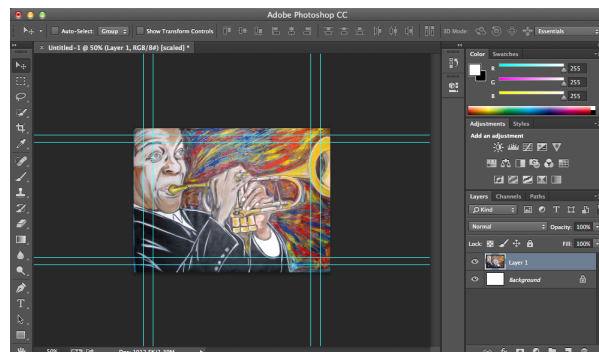 Adobe Photoshop CC
Auto-Select: Group Show Transform Controls 3D Mode: Essentials
× Untitled-1 @ 50% (Layer 1, RGB/8#) [scaled] *
Color Swatches
R 255
G 255
B 255
Adjustments Styles
Add an adjustment
Layers Channels Paths
Kind
Normal Opacity: 100%
Lock: Fill: 100%
Layer 1
Background
50%